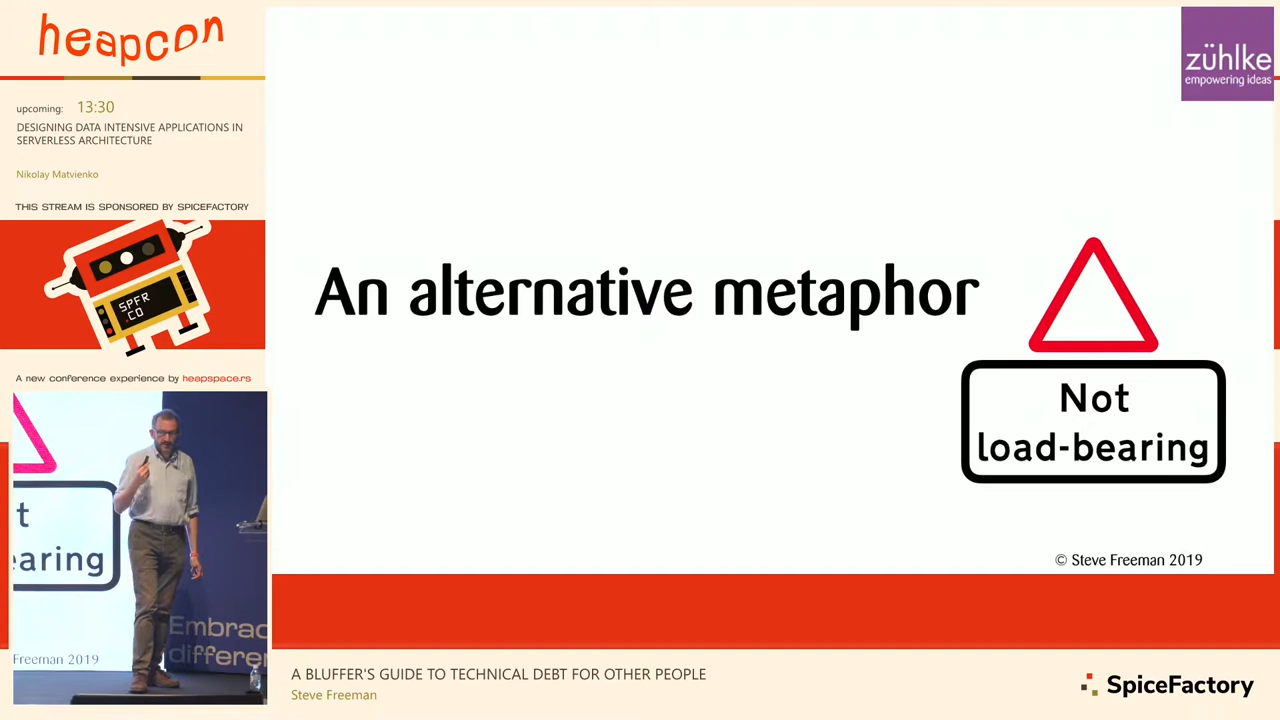 heapcon
upcoming: 13:30
DESIGNING DATA INTENSIVE APPLICATIONS IN
SERVERLESS ARCHITECTURE
Nikolay Matvienko
THIS STREAM IS SPONSORED BY SPICEFACTORY
SPFR
.CO
A new conference experience by heapspace.rs
t
earing
Freeman 2019
Embrac
differen
zühlke
empowering ideas
An alternative metaphor
Not
load-bearing
© Steve Freeman 2019
A BLUFFER'S GUIDE TO TECHNICAL DEBT FOR OTHER PEOPLE
Steve Freeman
SpiceFactory